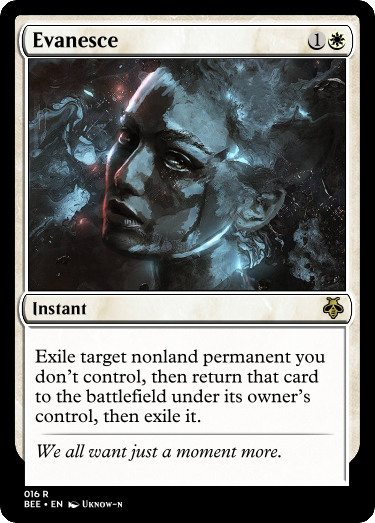 Evanesce 1
Instant
Exile target nonland permanent you
don't control, then return that card
to the battlefield under its owner's
control, then exile it.
We all want just a moment more.
016 R
BEE • EN Uknow-n